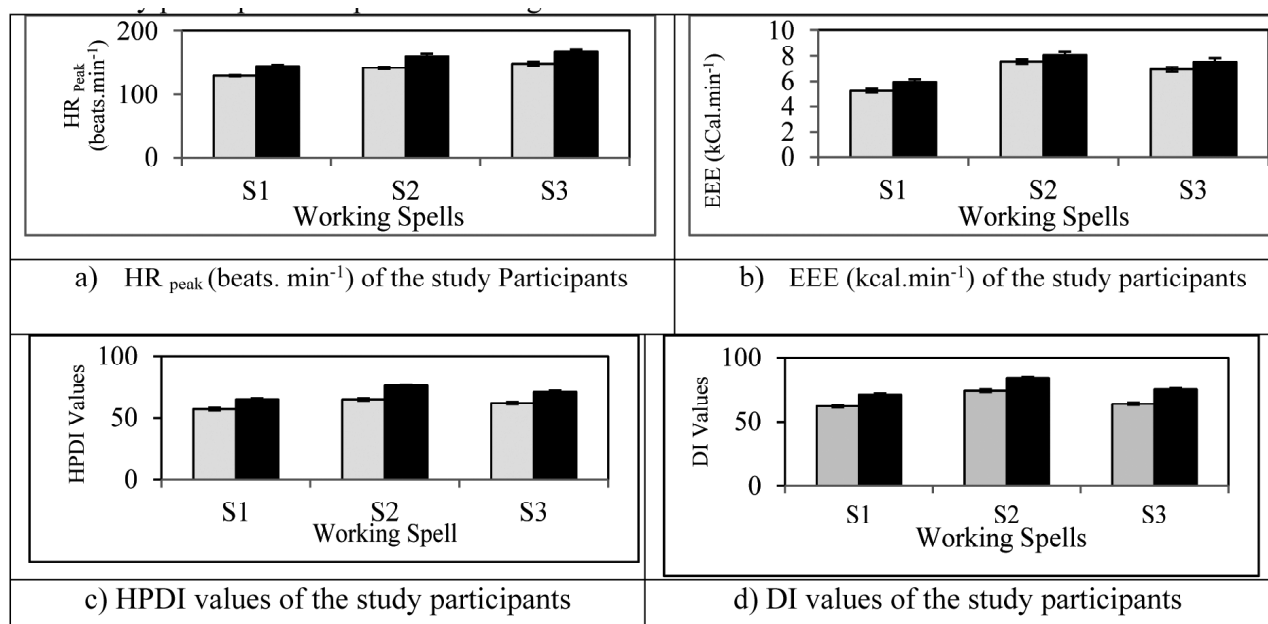 200
100
0
HR Peak
(beats.min-1)
S1 S2 S3
Working Spells
a) HR peak (beats. min-1) of the study Participants
10
8
6
4
2
0
EEE (kCal.min-1)
S1 S2 S3
Working Spells
b) EEE (kcal.min-1) of the study participants
100
50
0
HPDI Values
S1 S2 S3
Working Spell
c) HPDI values of the study participants
100
50
0
DI Values
S1 S2 S3
Working Spells
d) DI values of the study participants